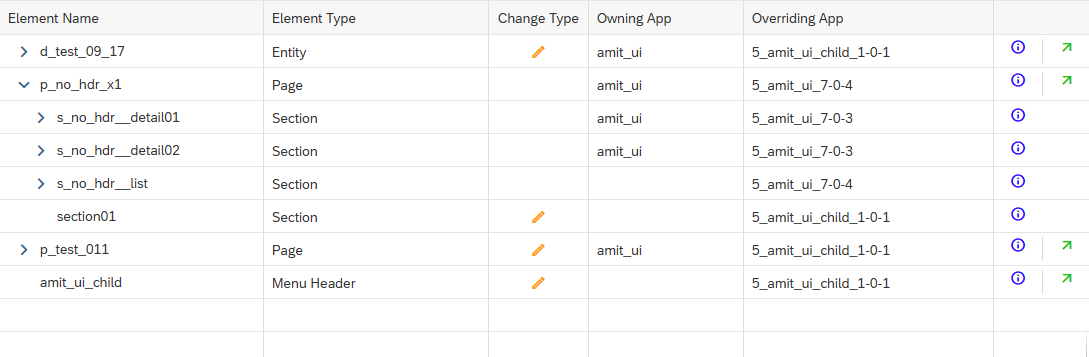 Element Name Element Type Change Type Owning App Overriding App
d_test_09_17 Entity amit_ui 5_amit_ui_child_1-0-1
p_no_hdr_x1 Page amit_ui 5_amit_ui_7-0-4
s_no_hdr__detail01 Section amit_ui 5_amit_ui_7-0-3
s_no_hdr__detail02 Section amit_ui 5_amit_ui_7-0-3
s_no_hdr__list Section 5_amit_ui_7-0-4
section01 Section 5_amit_ui_child_1-0-1
p_test_011 Page amit_ui 5_amit_ui_child_1-0-1
amit_ui_child Menu Header 5_amit_ui_child_1-0-1